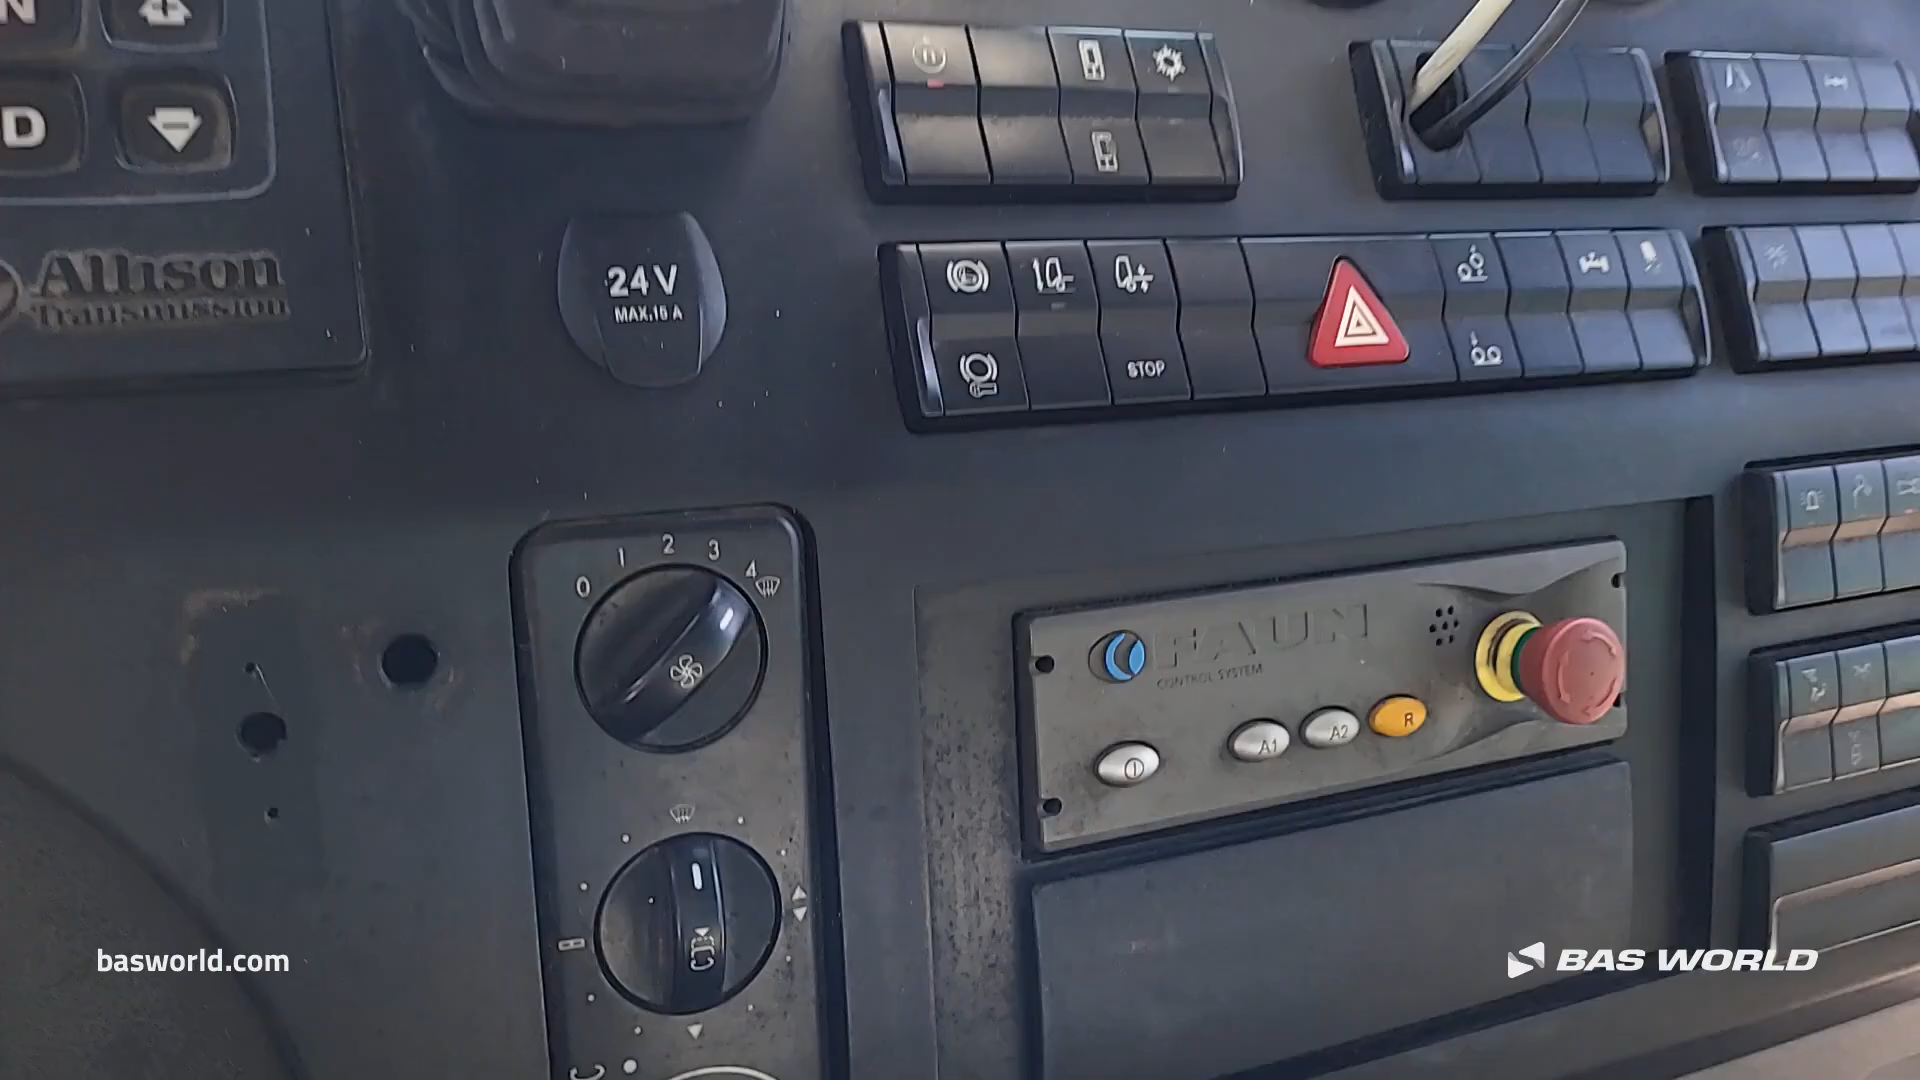 N
D
Allison
Transmission
24V
MAX.16 A
STOP
0 1 2 3 4
FAUN
CONTROL SYSTEM
A1 A2 R
C
basworld.com
BAS WORLD